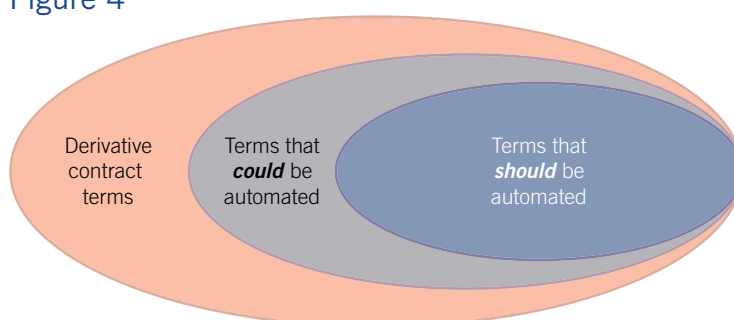 Figure 4
Derivative
contract
terms
Terms that
could be
automated
Terms that
should be
automated